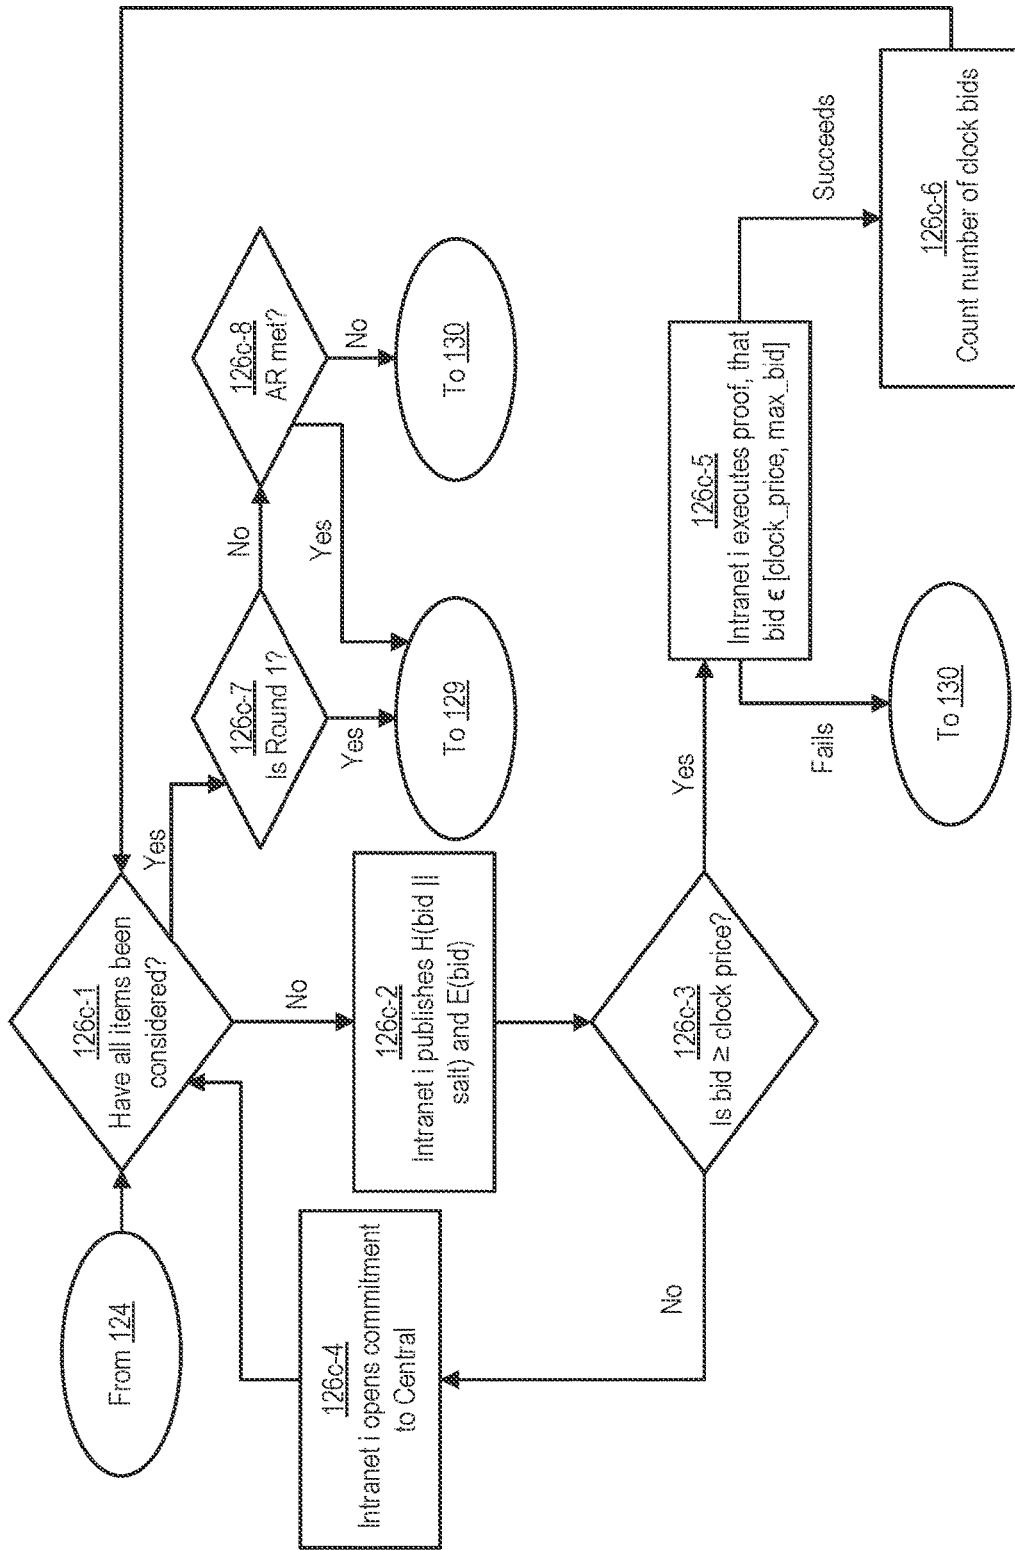 From 124
126c-1
Have all items been
considered?
Yes
No
126c-7
Is Round 1?
No
Yes
126c-8
AR met?
Yes
No
To 129
To 130
126c-4
Intranet i opens commitment
to Central
126c-2
Intranet i publishes H(bid ||
salt) and E(bid)
126c-3
Is bid ≥ clock price?
No
Yes
126c-5
Intranet i executes proof, that
bid ϵ [clock_price, max_bid]
Fails
Succeeds
To 130
126c-6
Count number of clock bids